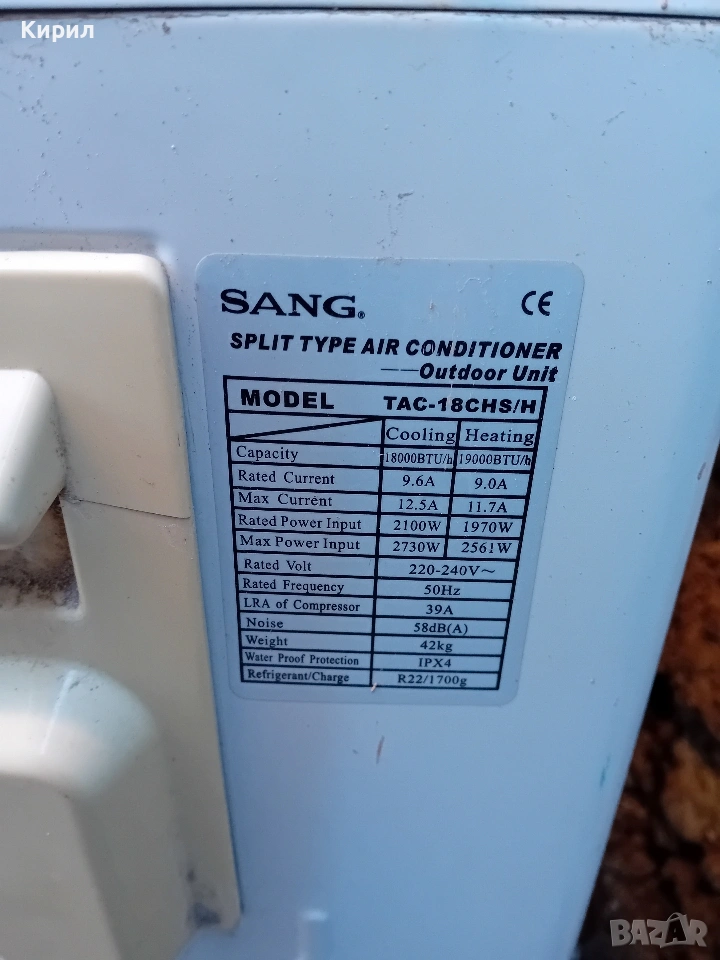 Кирил
SANG®
CE
SPLIT TYPE AIR CONDITIONER
——Outdoor Unit
MODEL TAC-18CHS/H
Cooling Heating
Capacity 18000BTU/h 19000BTU/h
Rated Current 9.6A 9.0A
Max Current 12.5A 11.7A
Rated Power Input 2100W 1970W
Max Power Input 2730W 2561W
Rated Volt 220-240V~
Rated Frequency 50Hz
LRA of Compressor 39A
Noise 58dB(A)
Weight 42kg
Water Proof Protection IPX4
Refrigerant/Charge R22/1700g
BAZAR